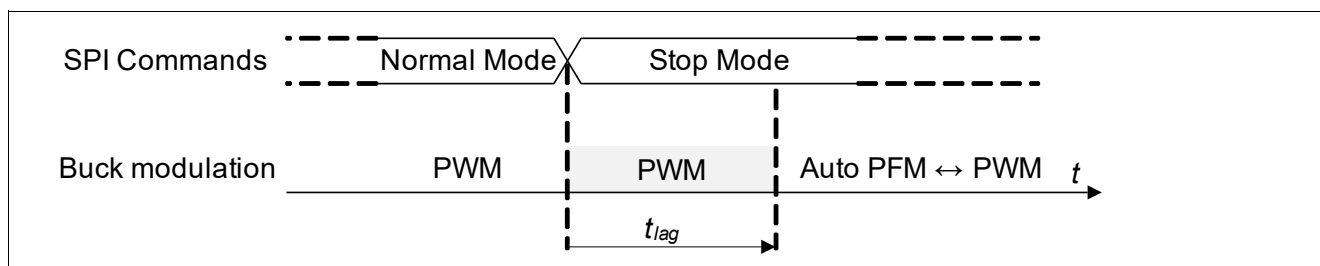 SPI Commands Normal Mode Stop Mode
Buck modulation PWM PWM Auto PFM ↔ PWM t
tlag